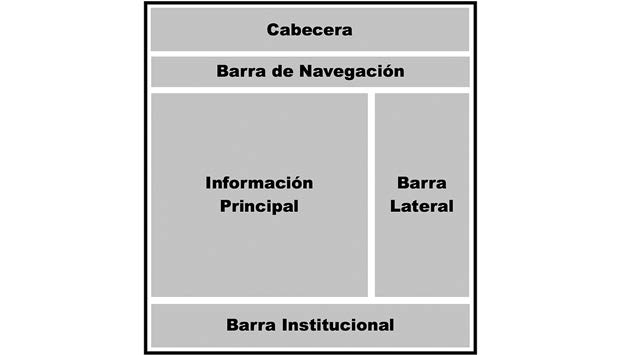 Cabecera
Barra de Navegación
Información
Principal
Barra
Lateral
Barra Institucional